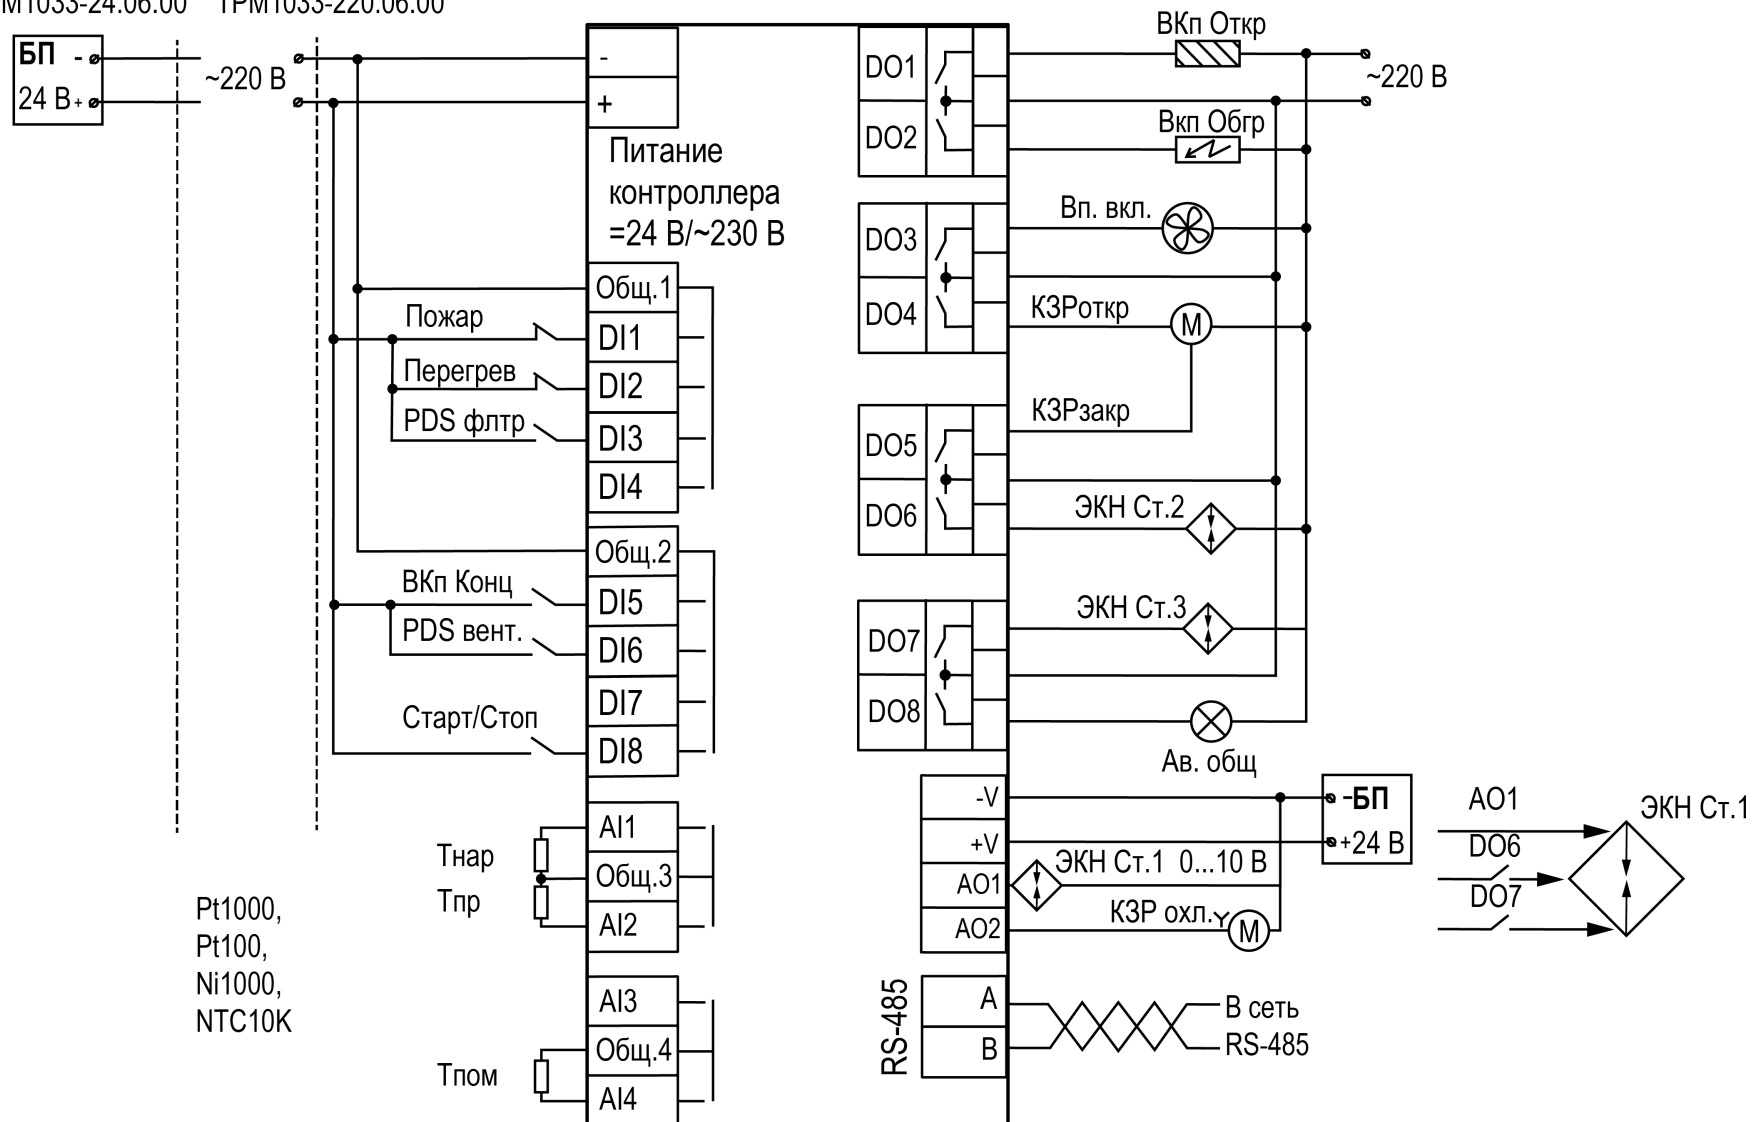 М1033-24.06.00 ТРМ1033-220.06.00
БП -
24 В +
~220 В
-
+
Питание
контроллера
=24 В/~230 В
Общ.1
Пожар
DI1
Перегрев
DI2
PDS флтр
DI3
DI4
Общ.2
ВКп Конц
DI5
PDS вент.
DI6
DI7
Старт/Стоп
DI8
AI1
Тнар
Общ.3
Тпр
AI2
Pt1000,
Pt100,
Ni1000,
NTC10K
AI3
Общ.4
Тпом
AI4
DO1
ВКп Откр
~220 В
DO2
Вкп Обгр
DO3
Вп. вкл.
DO4
КЗРоткр
M
КЗРзакр
DO5
DO6
ЭКН Ст.2
DO7
ЭКН Ст.3
DO8
Ав. общ
-V
-БП
+V
+24 В
AO1
ЭКН Ст.1 0...10 В
AO2
КЗР охл.
M
AO1
ЭКН Ст.1
DO6
DO7
RS-485
A
B
В сеть
RS-485